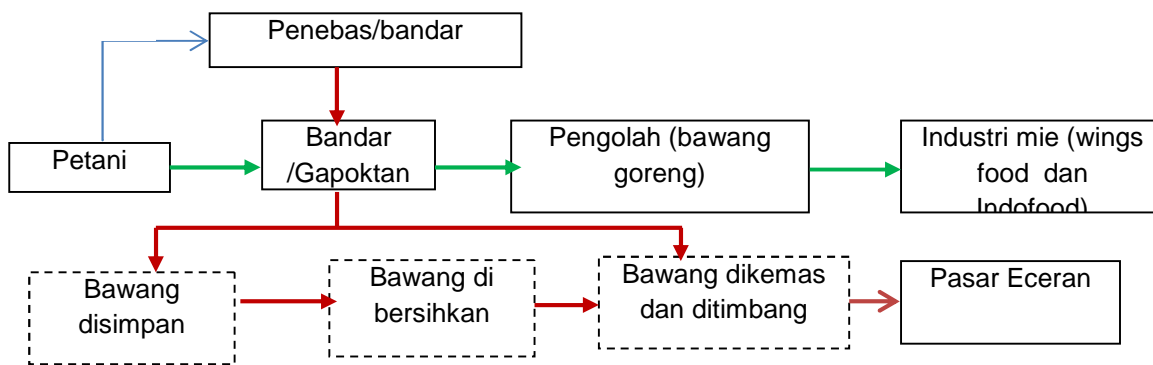 Penebas/bandar
Petani
Bandar
/Gapoktan
Pengolah (bawang
goreng)
Industri mie (wings
food dan
Indofood)
Bawang
disimpan
Bawang di
bersihkan
Bawang dikemas
dan ditimbang
Pasar Eceran